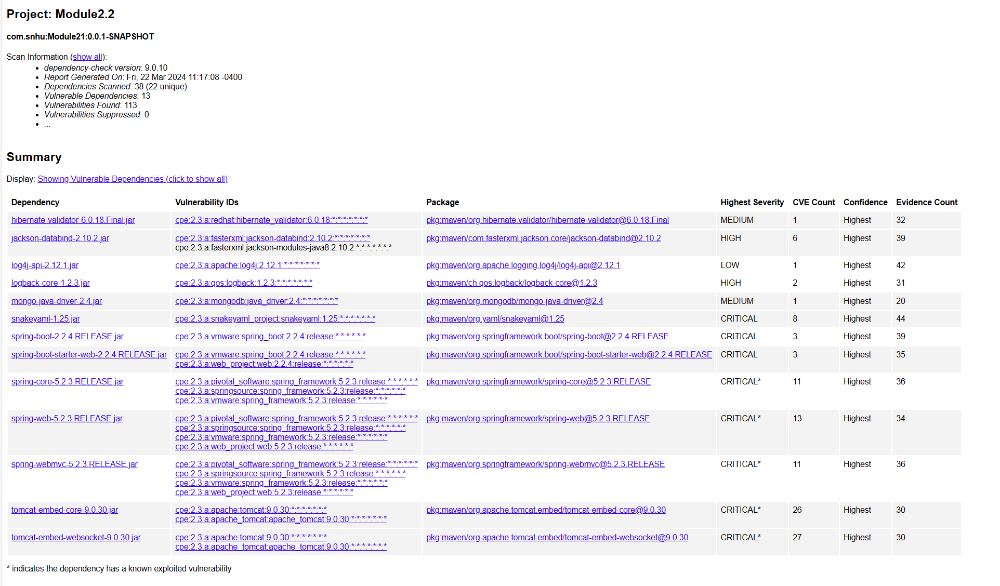 Project: Module2.2
com.snhu:Module21:0.0.1-SNAPSHOT
Scan Information (show all):
• dependency-check version: 9.0.10
• Report Generated On: Fri, 22 Mar 2024 11:17:08 -0400
• Dependencies Scanned: 38 (22 unique)
• Vulnerable Dependencies: 13
• Vulnerabilities Found: 113
• Vulnerabilities Suppressed: 0
• ...
Summary
Display: Showing Vulnerable Dependencies (click to show all)
Dependency Vulnerability IDs Package Highest Severity CVE Count Confidence Evidence Count
hibernate-validator-6.0.18.Final.jar cpe:2.3:a:redhat:hibernate_validator:6.0.18:*:*:*:*:*:*:* pkg:maven/org.hibernate.validator/hibernate-validator@6.0.18.Final MEDIUM 1 Highest 32
jackson-databind-2.10.2.jar cpe:2.3:a:fasterxml:jackson-databind:2.10.2:*:*:*:*:*:*:* pkg:maven/com.fasterxml.jackson.core/jackson-databind@2.10.2 HIGH 6 Highest 39
cpe:2.3:a:fasterxml:jackson-modules-java8:2.10.2:*:*:*:*:*:*:*
log4j-api-2.12.1.jar cpe:2.3:a:apache:log4j:2.12.1:*:*:*:*:*:*:* pkg:maven/org.apache.logging.log4j/log4j-api@2.12.1 LOW 1 Highest 42
logback-core-1.2.3.jar cpe:2.3:a:qos:logback:1.2.3:*:*:*:*:*:*:* pkg:maven/ch.qos.logback/logback-core@1.2.3 HIGH 2 Highest 31
mongo-java-driver-2.4.jar cpe:2.3:a:mongodb:java_driver:2.4:*:*:*:*:*:*:* pkg:maven/org.mongodb/mongo-java-driver@2.4 MEDIUM 1 Highest 20
snakeyaml-1.25.jar cpe:2.3:a:snakeyaml_project:snakeyaml:1.25:*:*:*:*:*:*:* pkg:maven/org.yaml/snakeyaml@1.25 CRITICAL 8 Highest 44
spring-boot-2.2.4.RELEASE.jar cpe:2.3:a:vmware:spring_boot:2.2.4:release:*:*:*:*:*:* pkg:maven/org.springframework.boot/spring-boot@2.2.4.RELEASE CRITICAL 3 Highest 39
spring-boot-starter-web-2.2.4.RELEASE.jar cpe:2.3:a:vmware:spring_boot:2.2.4:release:*:*:*:*:*:* pkg:maven/org.springframework.boot/spring-boot-starter-web@2.2.4.RELEASE CRITICAL 3 Highest 35
cpe:2.3:a:web_project:web:2.2.4:release:*:*:*:*:*:*
spring-core-5.2.3.RELEASE.jar cpe:2.3:a:pivotal_software:spring_framework:5.2.3:release:*:*:*:*:*:* pkg:maven/org.springframework/spring-core@5.2.3.RELEASE CRITICAL* 11 Highest 36
cpe:2.3:a:springsource:spring_framework:5.2.3:release:*:*:*:*:*:*
cpe:2.3:a:vmware:spring_framework:5.2.3:release:*:*:*:*:*:*
spring-web-5.2.3.RELEASE.jar cpe:2.3:a:pivotal_software:spring_framework:5.2.3:release:*:*:*:*:*:* pkg:maven/org.springframework/spring-web@5.2.3.RELEASE CRITICAL* 13 Highest 34
cpe:2.3:a:springsource:spring_framework:5.2.3:release:*:*:*:*:*:*
cpe:2.3:a:vmware:spring_framework:5.2.3:release:*:*:*:*:*:*
cpe:2.3:a:web_project:web:5.2.3:release:*:*:*:*:*:*
spring-webmvc-5.2.3.RELEASE.jar cpe:2.3:a:pivotal_software:spring_framework:5.2.3:release:*:*:*:*:*:* pkg:maven/org.springframework/spring-webmvc@5.2.3.RELEASE CRITICAL* 11 Highest 36
cpe:2.3:a:springsource:spring_framework:5.2.3:release:*:*:*:*:*:*
cpe:2.3:a:vmware:spring_framework:5.2.3:release:*:*:*:*:*:*
cpe:2.3:a:web_project:web:5.2.3:release:*:*:*:*:*:*
tomcat-embed-core-9.0.30.jar cpe:2.3:a:apache:tomcat:9.0.30:*:*:*:*:*:*:* pkg:maven/org.apache.tomcat.embed/tomcat-embed-core@9.0.30 CRITICAL* 26 Highest 30
cpe:2.3:a:apache_tomcat:apache_tomcat:9.0.30:*:*:*:*:*:*:*
tomcat-embed-websocket-9.0.30.jar cpe:2.3:a:apache:tomcat:9.0.30:*:*:*:*:*:*:* pkg:maven/org.apache.tomcat.embed/tomcat-embed-websocket@9.0.30 CRITICAL* 27 Highest 30
cpe:2.3:a:apache_tomcat:apache_tomcat:9.0.30:*:*:*:*:*:*:*
* indicates the dependency has a known exploited vulnerability